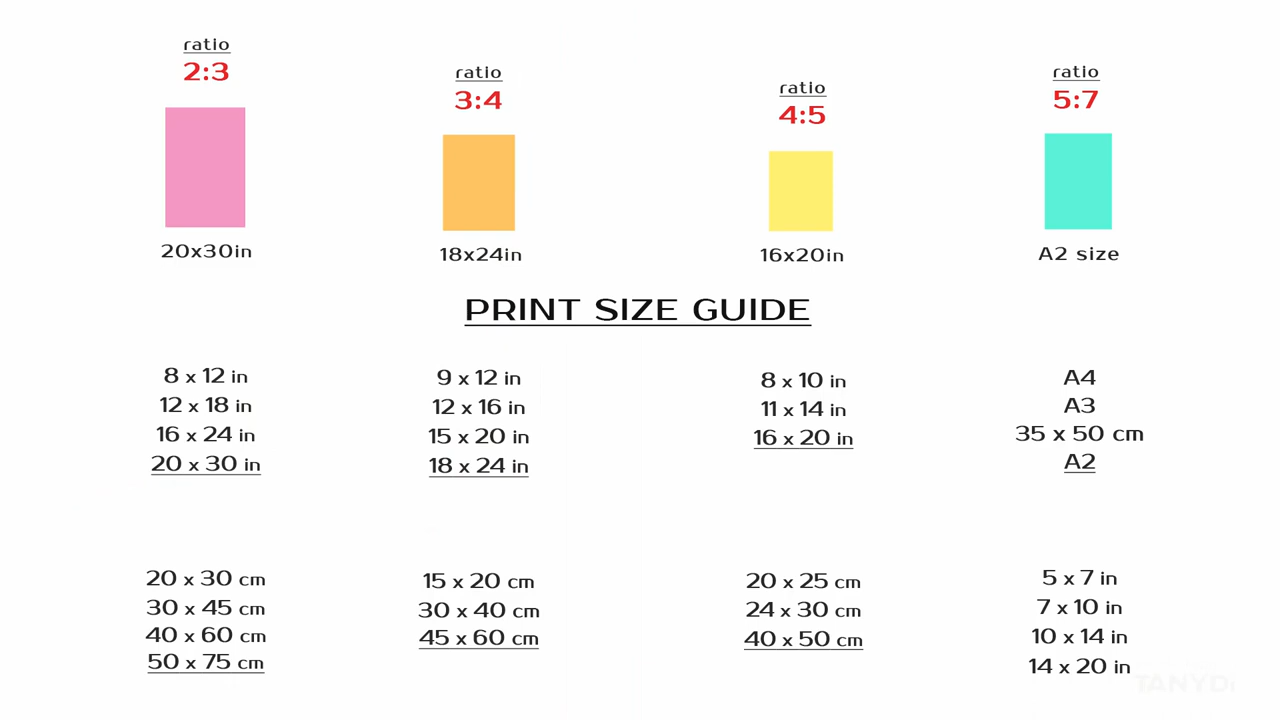 ratio
2:3
20x30in
ratio
3:4
18x24in
ratio
4:5
16x20in
ratio
5:7
A2 size
PRINT SIZE GUIDE
8 x 12 in
12 x 18 in
16 x 24 in
20 x 30 in
9 x 12 in
12 x 16 in
15 x 20 in
18 x 24 in
8 x 10 in
11 x 14 in
16 x 20 in
A4
A3
35 x 50 cm
A2
20 x 30 cm
30 x 45 cm
40 x 60 cm
50 x 75 cm
15 x 20 cm
30 x 40 cm
45 x 60 cm
20 x 25 cm
24 x 30 cm
40 x 50 cm
5 x 7 in
7 x 10 in
10 x 14 in
14 x 20 in
TANYDi